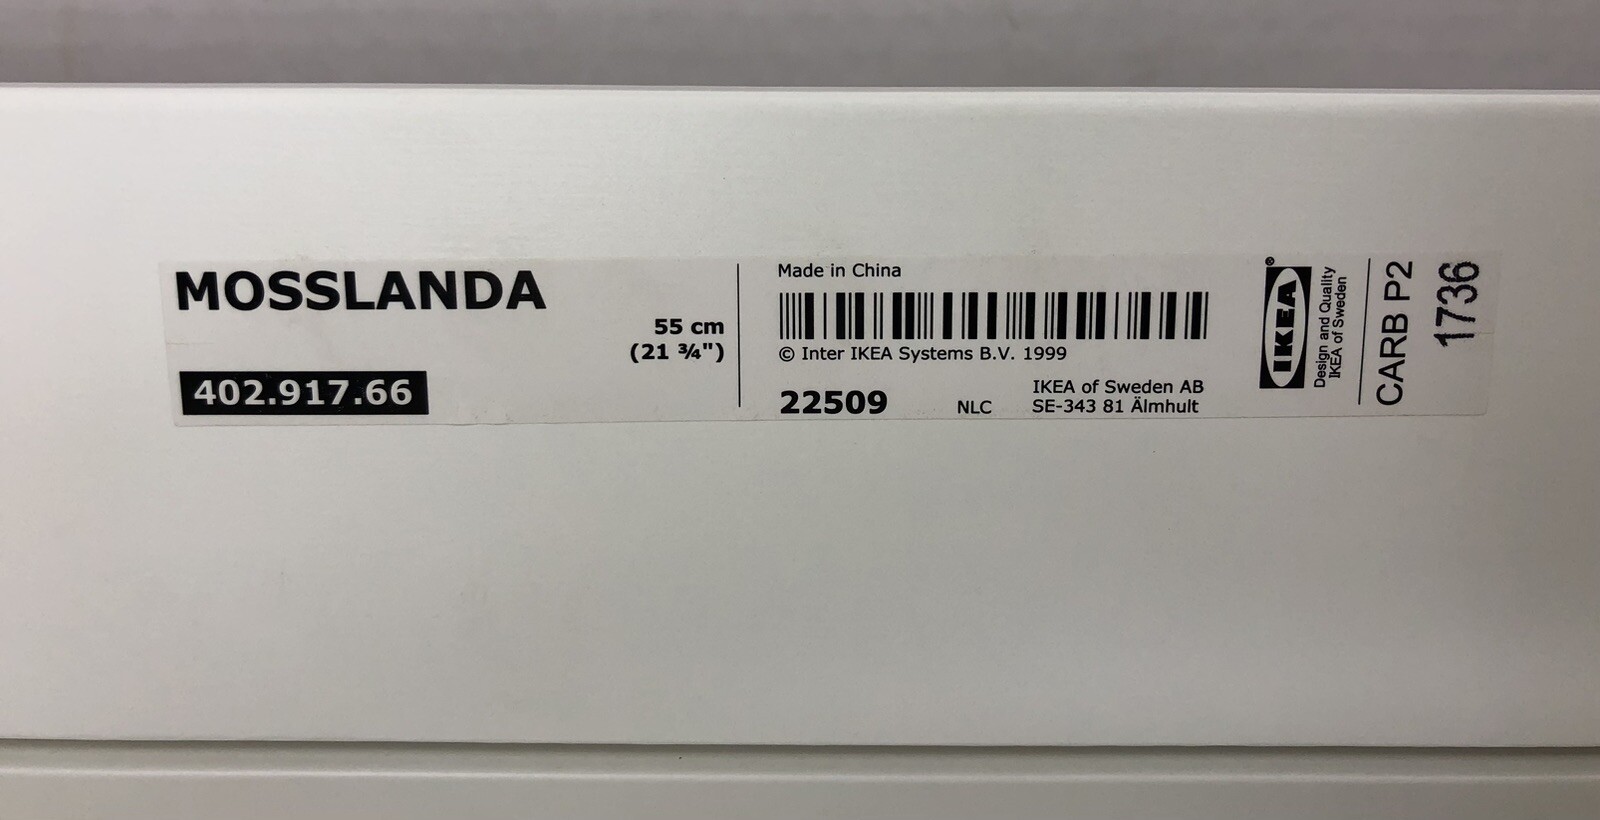 MOSSLANDA
55 cm
(21 ¾")
402.917.66
Made in China
© Inter IKEA Systems B.V. 1999
22509
NLC
IKEA of Sweden AB
SE-343 81 Älmhult
IKEA®
Design and Quality
IKEA of Sweden
CARB P2
1736